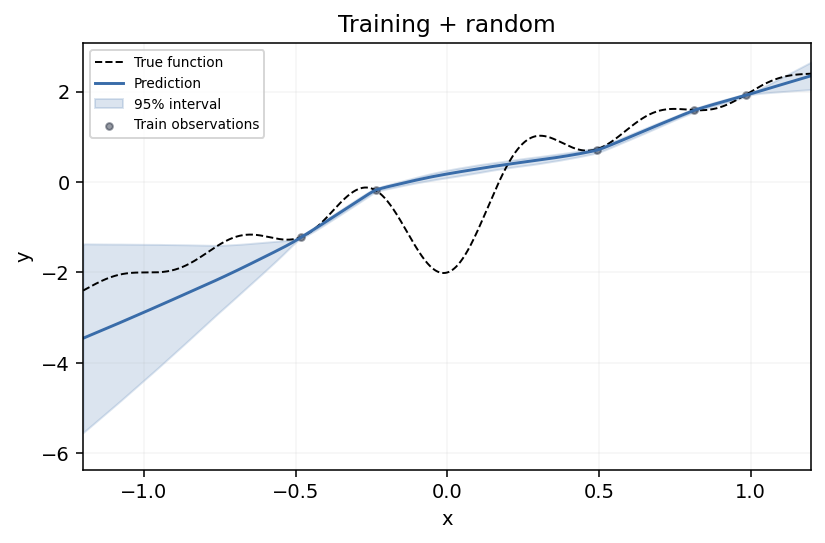 Training + random
True function
Prediction
95% interval
Train observations
y
2
0
−2
−4
−6
−1.0 −0.5 0.0 0.5 1.0
x